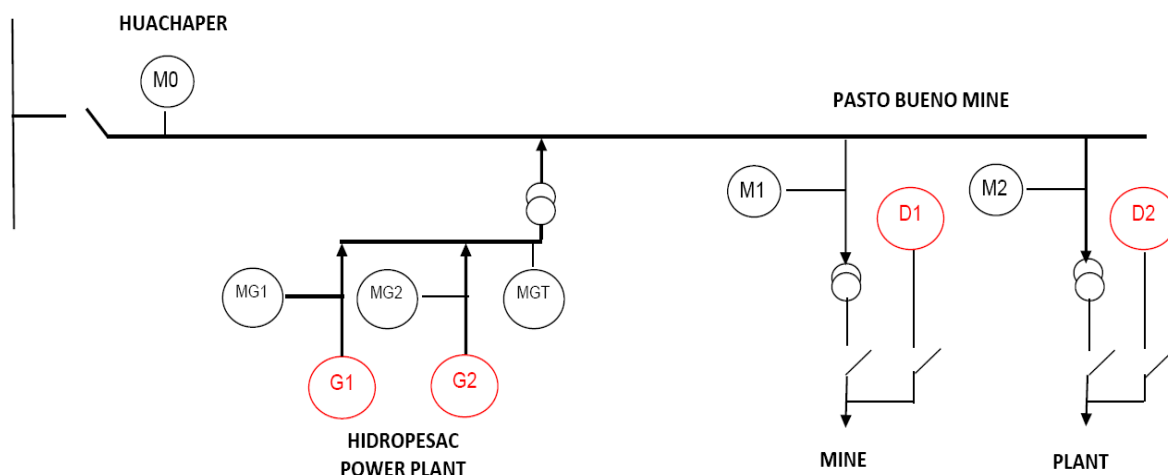 HUACHAPER
M0
PASTO BUENO MINE
M1
D1
M2
D2
MG1
MG2
MGT
G1
G2
HIDROPESAC
POWER PLANT
MINE
PLANT